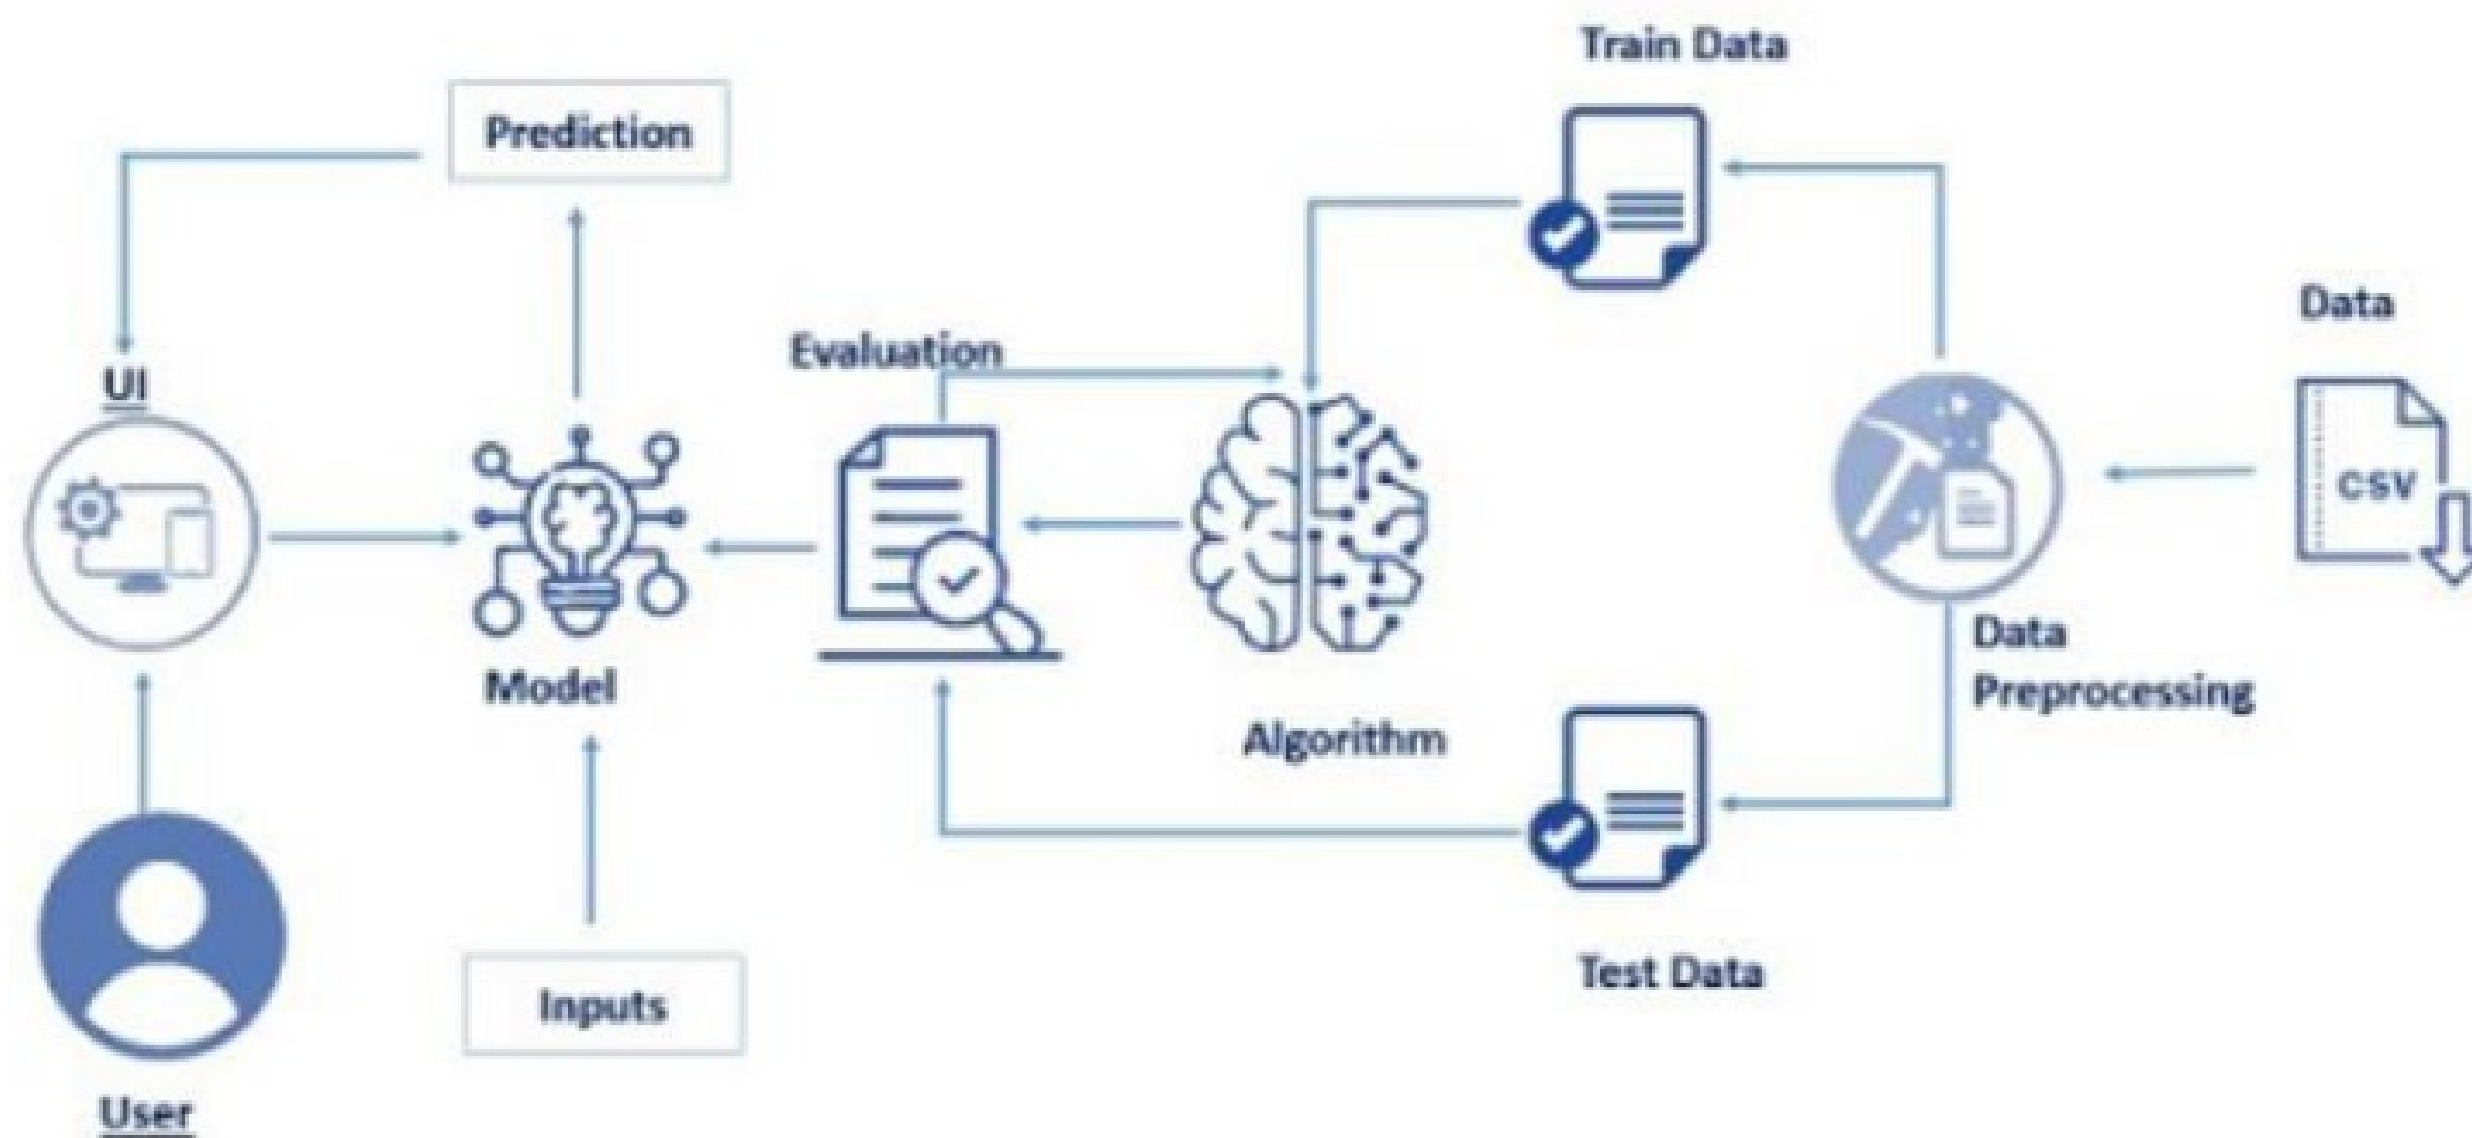 Train Data
Prediction
Data
Evaluation
UI
CSV
Data
Preprocessing
Model
Algorithm
Test Data
Inputs
User